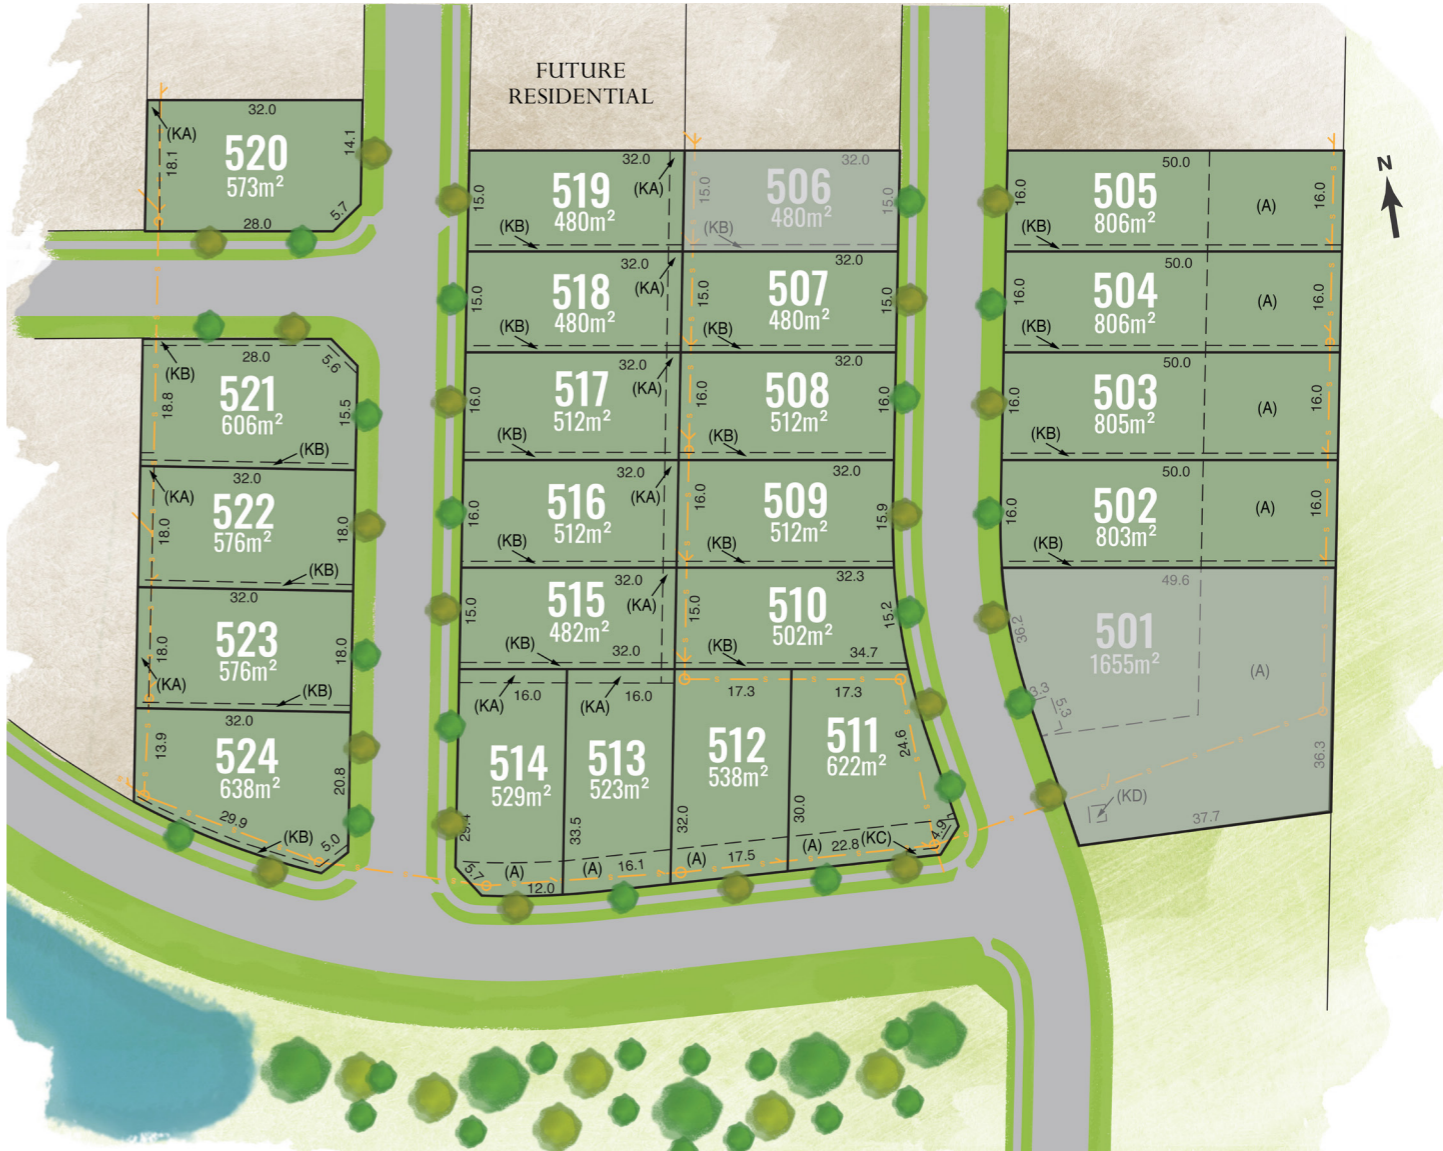 FUTURE
RESIDENTIAL
N
32.0
(KA)
18.1
520
573m²
14.1
5.7
28.0
(KB)
28.0
5.6
18.8
521
606m²
15.5
(KB)
32.0
(KA)
18.0
522
576m²
18.0
(KB)
32.0
18.0
523
576m²
18.0
(KA)
(KB)
32.0
13.9
524
638m²
20.8
29.9
(KB)
5.0
32.0
15.0
519
480m²
(KA)
(KB)
32.0
15.0
506
480m²
15.0
(KB)
32.0
15.0
518
480m²
(KA)
(KB)
32.0
15.0
507
480m²
15.0
(KB)
32.0
16.0
517
512m²
(KA)
(KB)
32.0
16.0
508
512m²
16.0
(KB)
32.0
16.0
516
512m²
(KA)
(KB)
32.0
16.0
509
512m²
15.9
(KB)
32.0
15.0
515
482m²
(KA)
(KB)
32.0
32.3
15.0
510
502m²
15.2
(KB)
34.7
16.0
(KA)
514
529m²
5.7
(A)
12.0
16.0
(KA)
513
523m²
33.5
(A)
16.1
17.3
512
538m²
32.0
(A)
17.5
17.3
511
622m²
24.6
30.0
(A)
22.8
(KC)
4.9
50.0
16.0
505
806m²
(A)
16.0
(KB)
50.0
16.0
504
806m²
(A)
16.0
(KB)
50.0
16.0
503
805m²
(A)
16.0
(KB)
50.0
16.0
502
803m²
(A)
16.0
(KB)
49.6
36.2
501
1655m²
(A)
3.3
5.3
36.3
(KD)
37.7